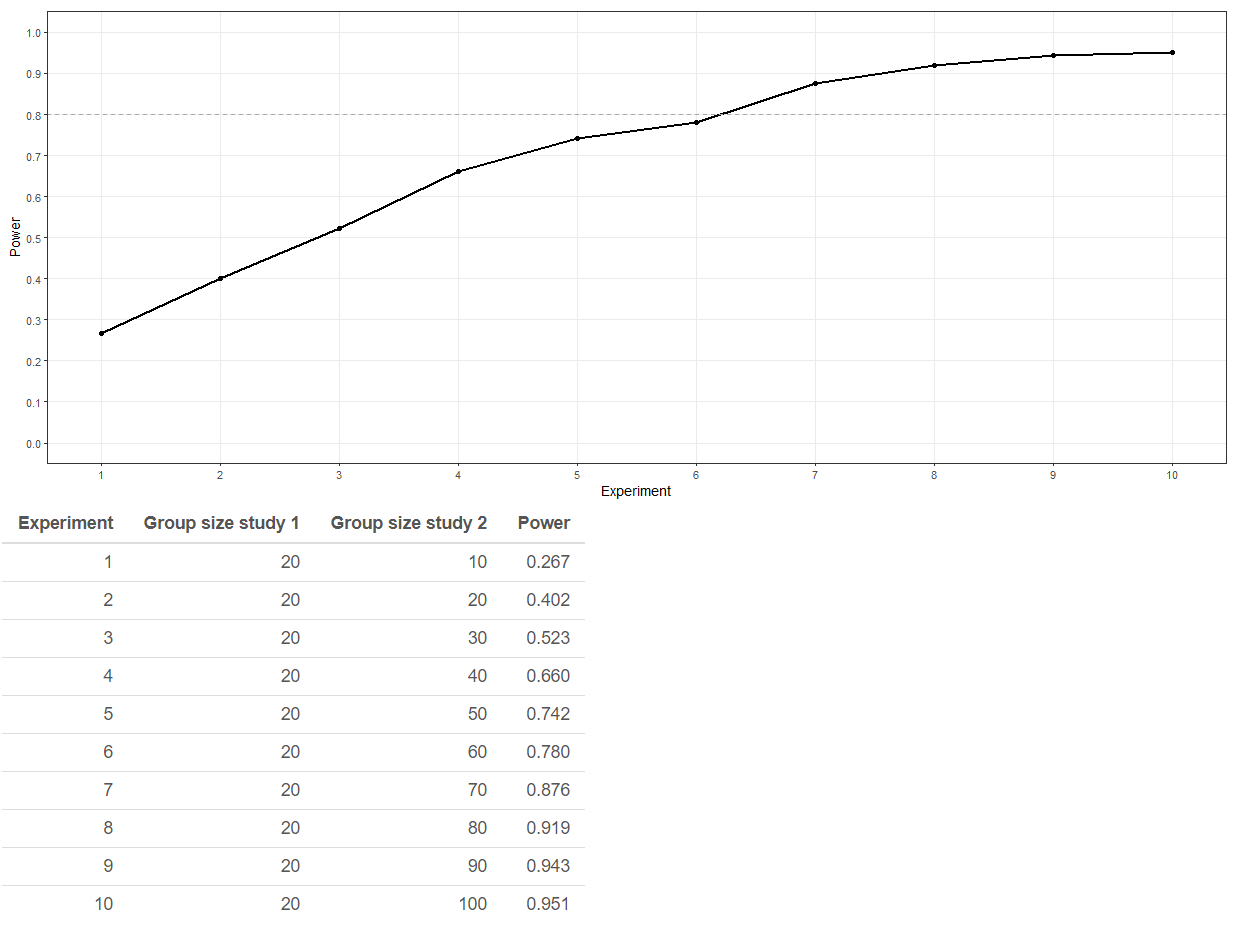 1.0
0.9
0.8
0.7
0.6
0.5
0.4
0.3
0.2
0.1
0.0
Power
1 2 3 4 5 6 7 8 9 10
Experiment
Experiment Group size study 1 Group size study 2 Power
1 20 10 0.267
2 20 20 0.402
3 20 30 0.523
4 20 40 0.660
5 20 50 0.742
6 20 60 0.780
7 20 70 0.876
8 20 80 0.919
9 20 90 0.943
10 20 100 0.951